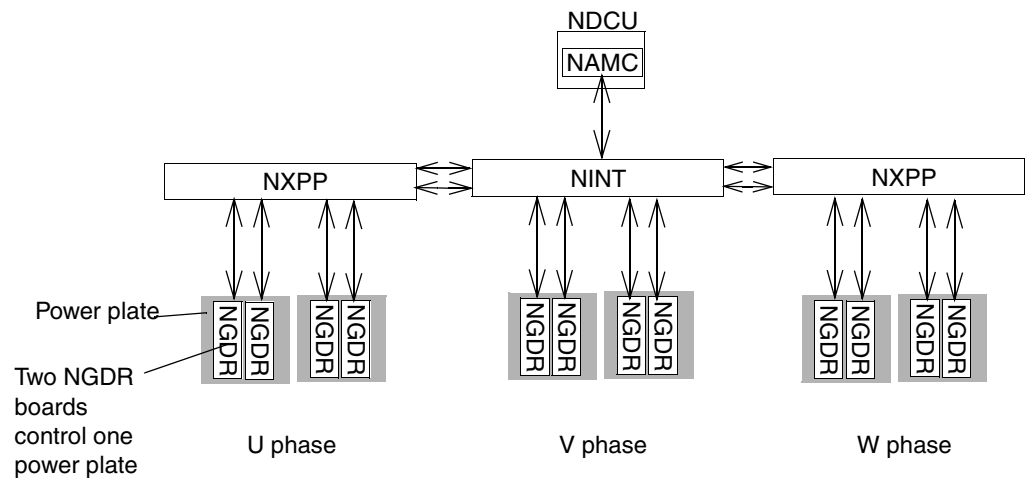 NDCU
NAMC
NXPP
NINT
NXPP
Power plate
NGDR
NGDR
NGDR
NGDR
NGDR
NGDR
NGDR
NGDR
NGDR
NGDR
NGDR
NGDR
Two NGDR
boards
control one
power plate
U phase
V phase
W phase